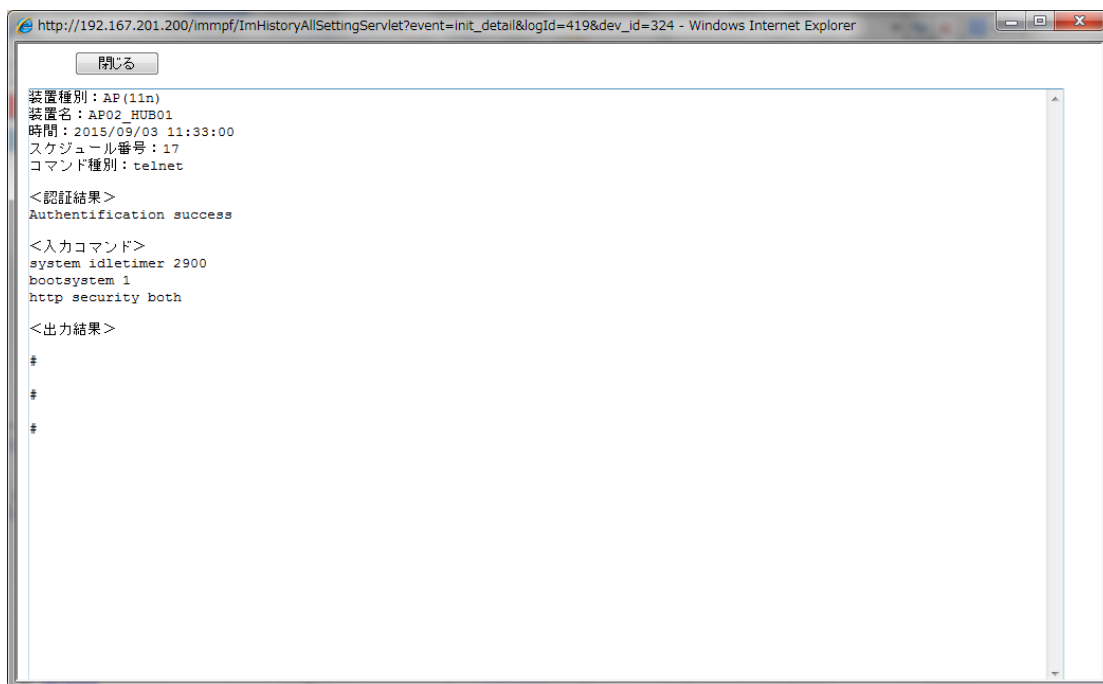 http://192.167.201.200/immpf/ImHistoryAllSettingServlet?event=init_detail&logId=419&dev_id=324 - Windows Internet Explorer
閉じる
装置種別：AP(11n)
装置名：AP02_HUB01
時間：2015/09/03 11:33:00
スケジュール番号：17
コマンド種別：telnet
＜認証結果＞
Authentification success
＜入力コマンド＞
system idletimer 2900
bootsystem 1
http security both
＜出力結果＞
#
#
#